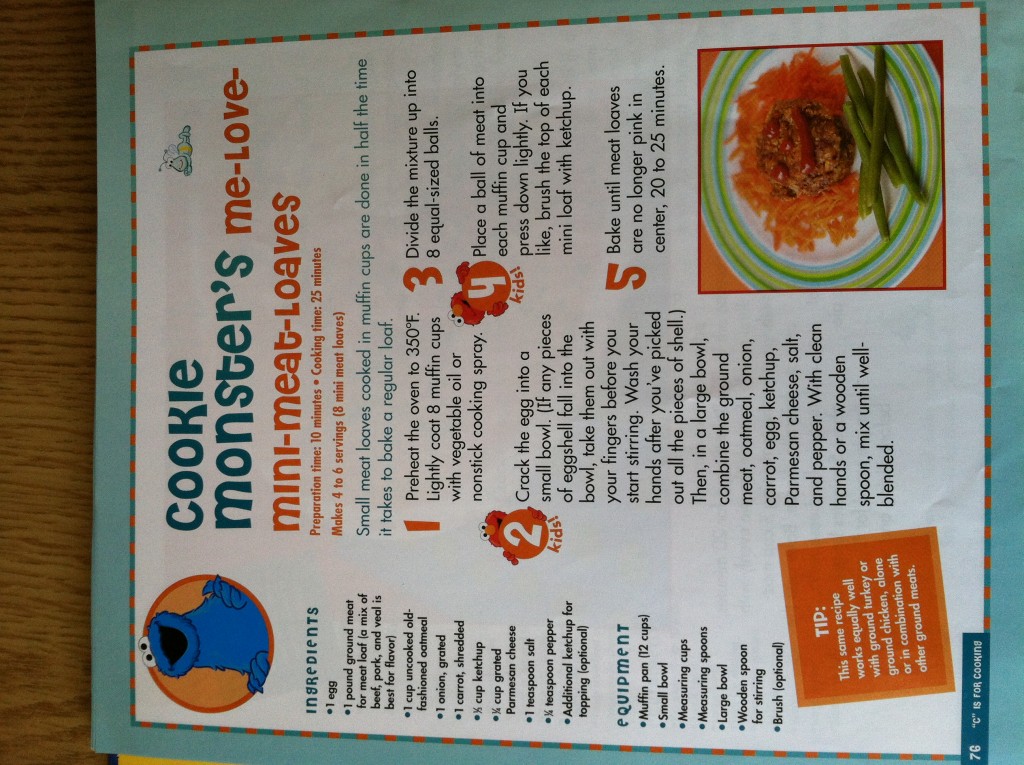 cookie
monster's me-love-
mini-meat-loaves
Preparation time: 10 minutes • Cooking time: 25 minutes
Makes 4 to 6 servings (8 mini meat loaves)
Small meat loaves cooked in muffin cups are done in half the time
it takes to bake a regular loaf.
ingredients
•1 egg
•1 pound ground meat
for meat loaf (a mix of
beef, pork, and veal is
best for flavor)
•1 cup uncooked old-
fashioned oatmeal
•1 onion, grated
•1 carrot, shredded
cup ketchup
•¼ cup grated
Parmesan cheese
•1 teaspoon salt
•¼ teaspoon pepper
•Additional ketchup for
topping (optional)
equipment
•Muffin pan (12 cups)
•Small bowl
•Measuring cups
•Measuring spoons
•Large bowl
•Wooden spoon
for stirring
•Brush (optional)
TIP:
This same recipe
works equally well
with ground turkey or
ground chicken, alone
or in combination with
other ground meats.
1 Preheat the oven to 350°F.
Lightly coat 8 muffin cups
with vegetable oil or
nonstick cooking spray.
2
kids!
Crack the egg into a
small bowl. (If any pieces
of eggshell fall into the
bowl, take them out with
your fingers before you
start stirring. Wash your
hands after you've picked
out all the pieces of shell.)
Then, in a large bowl,
combine the ground
meat, oatmeal, onion,
carrot, egg, ketchup,
Parmesan cheese, salt,
and pepper. With clean
hands or a wooden
spoon, mix until well-
blended.
3 Divide the mixture up into
8 equal-sized balls.
4
kids!
Place a ball of meat into
each muffin cup and
press down lightly. If you
like, brush the top of each
mini loaf with ketchup.
5 Bake until meat loaves
are no longer pink in
center, 20 to 25 minutes.
76 "C" IS FOR COOKING